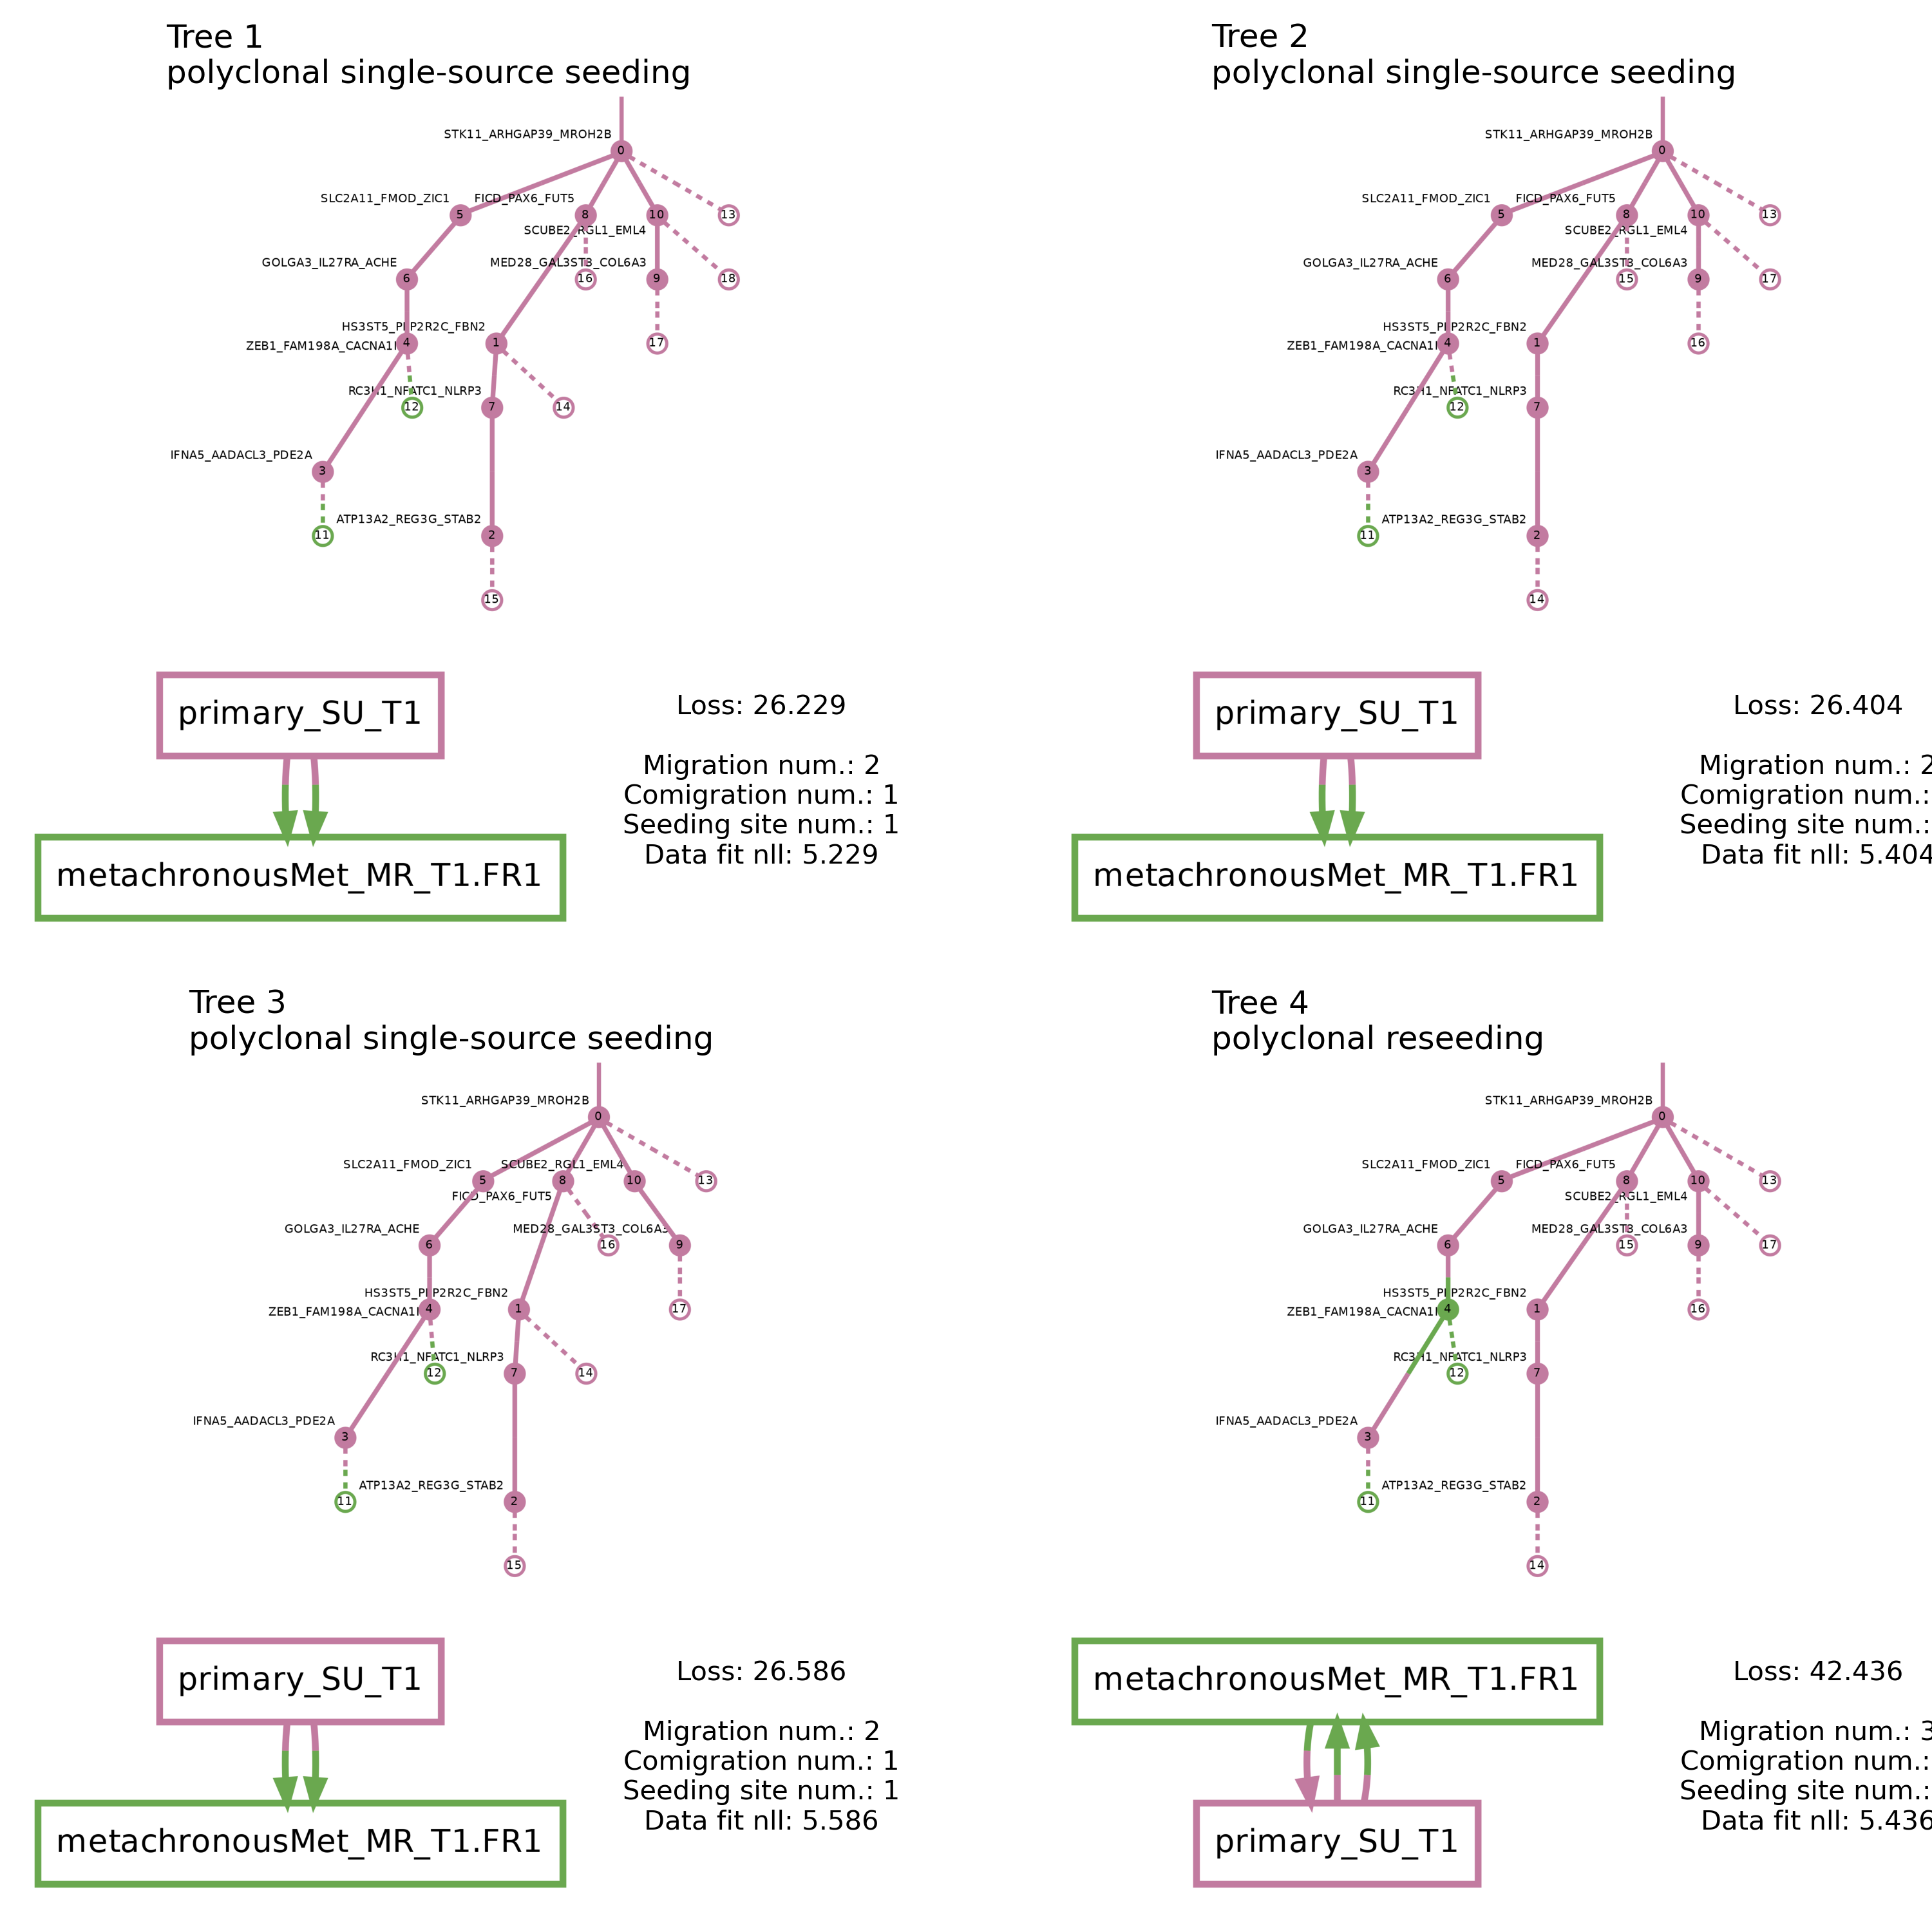 Tree 1
polyclonal single-source seeding
STK11_ARHGAP39_MROH2B
0
SLC2A11_FMOD_ZIC1
FICD_PAX6_FUT5
5
8
10
13
SCUBE2_RGL1_EML4
GOLGA3_IL27RA_ACHE
MED28_GAL3ST3_COL6A3
6
16
9
18
HS3ST5_PPP2R2C_FBN2
ZEB1_FAM198A_CACNA1
4
1
17
RC3H1_NFATC1_NLRP3
12
7
14
IFNA5_AADACL3_PDE2A
3
ATP13A2_REG3G_STAB2
11
2
15
primary_SU_T1
metachronousMet_MR_T1.FR1
Loss: 26.229
Migration num.: 2
Comigration num.: 1
Seeding site num.: 1
Data fit nll: 5.229
Tree 2
polyclonal single-source seeding
STK11_ARHGAP39_MROH2B
0
SLC2A11_FMOD_ZIC1
FICD_PAX6_FUT5
5
8
10
13
SCUBE2_RGL1_EML4
GOLGA3_IL27RA_ACHE
MED28_GAL3ST3_COL6A3
6
15
9
17
HS3ST5_PPP2R2C_FBN2
ZEB1_FAM198A_CACNA1
4
1
16
RC3H1_NFATC1_NLRP3
12
7
IFNA5_AADACL3_PDE2A
3
ATP13A2_REG3G_STAB2
11
2
14
primary_SU_T1
metachronousMet_MR_T1.FR1
Loss: 26.404
Migration num.: 2
Comigration num.:
Seeding site num.:
Data fit nll: 5.404
Tree 3
polyclonal single-source seeding
STK11_ARHGAP39_MROH2B
0
SLC2A11_FMOD_ZIC1
SCUBE2_RGL1_EML4
5
8
10
13
FICD_PAX6_FUT5
GOLGA3_IL27RA_ACHE
MED28_GAL3ST3_COL6A3
6
16
9
HS3ST5_PPP2R2C_FBN2
ZEB1_FAM198A_CACNA1
4
1
17
RC3H1_NFATC1_NLRP3
12
7
14
IFNA5_AADACL3_PDE2A
3
ATP13A2_REG3G_STAB2
11
2
15
primary_SU_T1
metachronousMet_MR_T1.FR1
Loss: 26.586
Migration num.: 2
Comigration num.: 1
Seeding site num.: 1
Data fit nll: 5.586
Tree 4
polyclonal reseeding
STK11_ARHGAP39_MROH2B
0
SLC2A11_FMOD_ZIC1
FICD_PAX6_FUT5
5
8
10
13
SCUBE2_RGL1_EML4
GOLGA3_IL27RA_ACHE
MED28_GAL3ST3_COL6A3
6
15
9
17
HS3ST5_PPP2R2C_FBN2
ZEB1_FAM198A_CACNA1
4
1
16
RC3H1_NFATC1_NLRP3
12
7
IFNA5_AADACL3_PDE2A
3
ATP13A2_REG3G_STAB2
11
2
14
metachronousMet_MR_T1.FR1
primary_SU_T1
Loss: 42.436
Migration num.: 3
Comigration num.:
Seeding site num.:
Data fit nll: 5.436